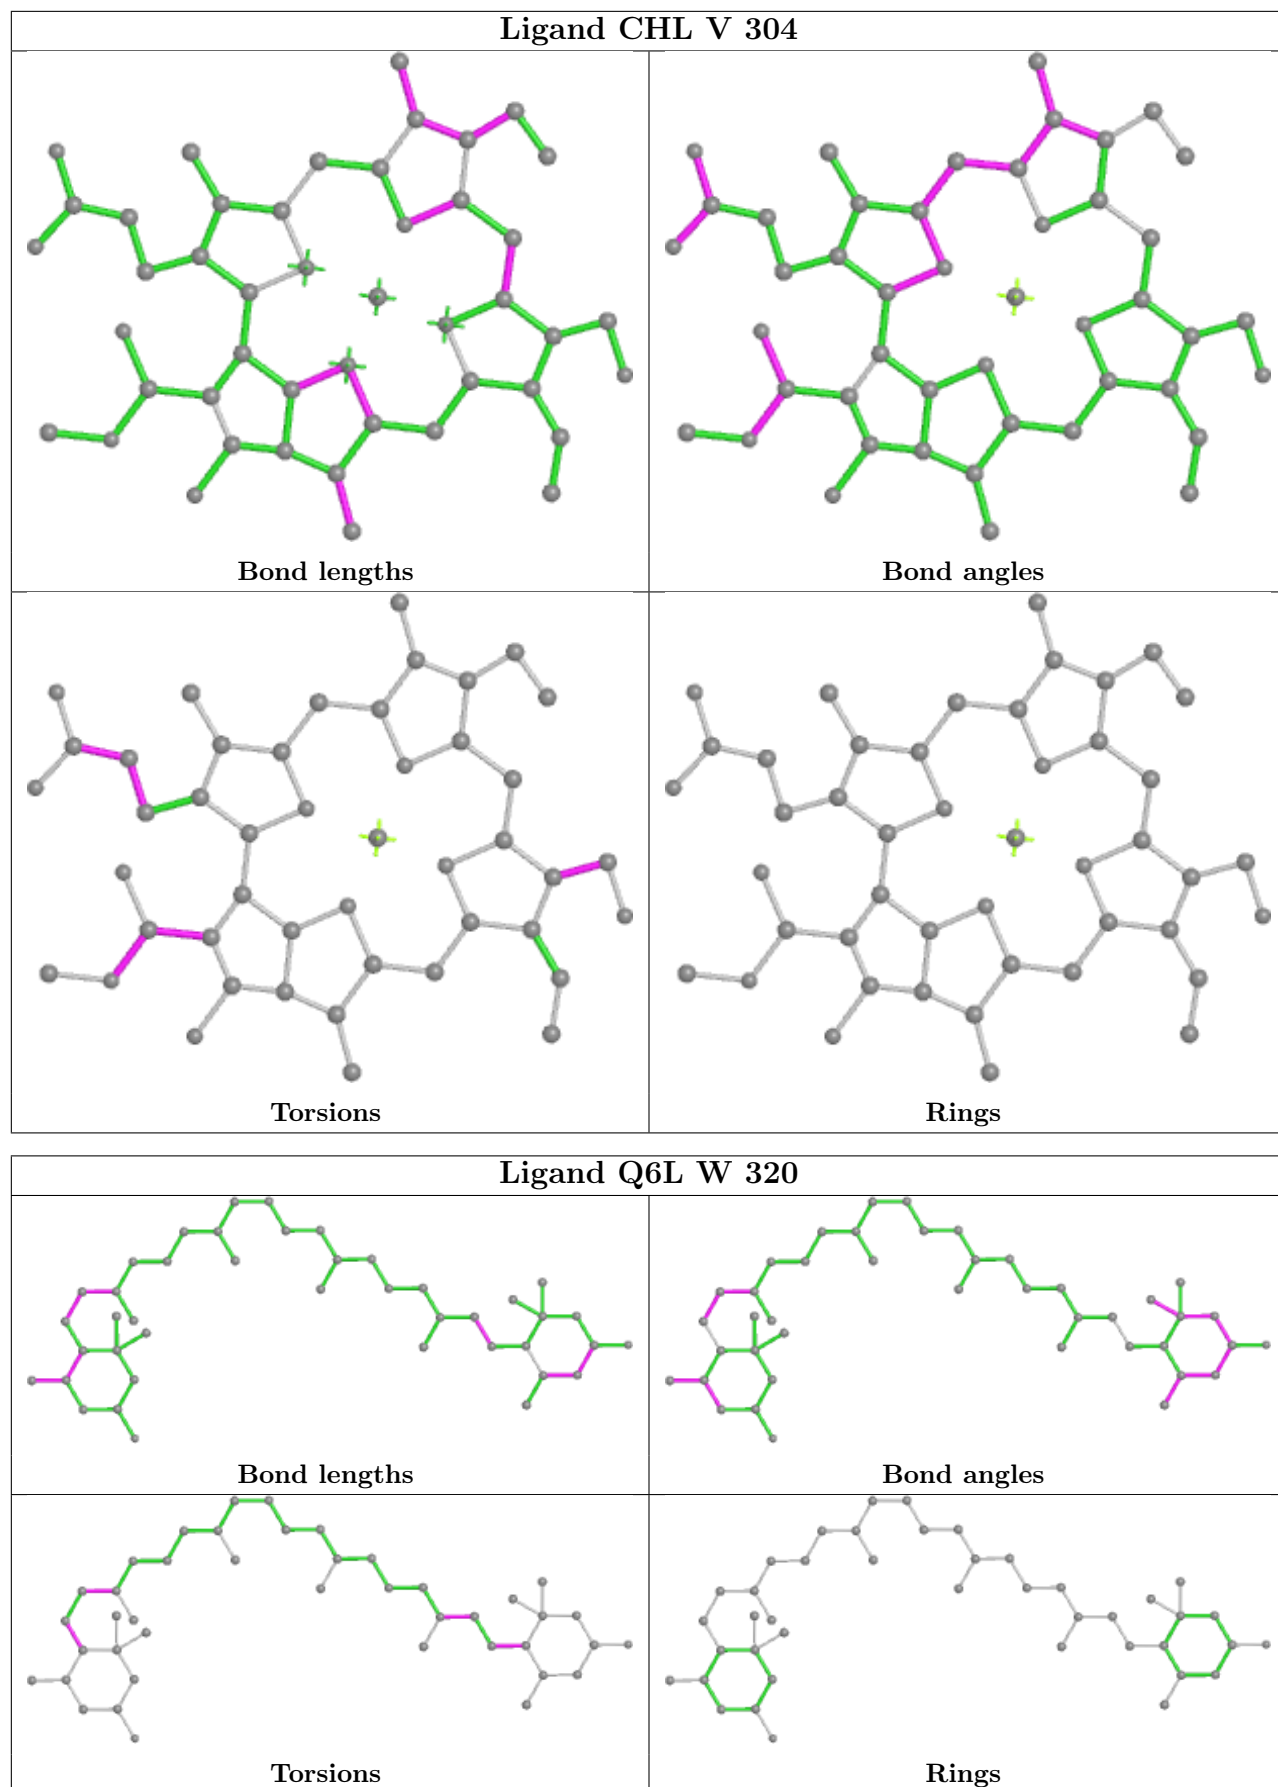 Ligand CHL V 304
Bond lengths
Bond angles
Torsions
Rings
Ligand Q6L W 320
Bond lengths
Bond angles
Torsions
Rings